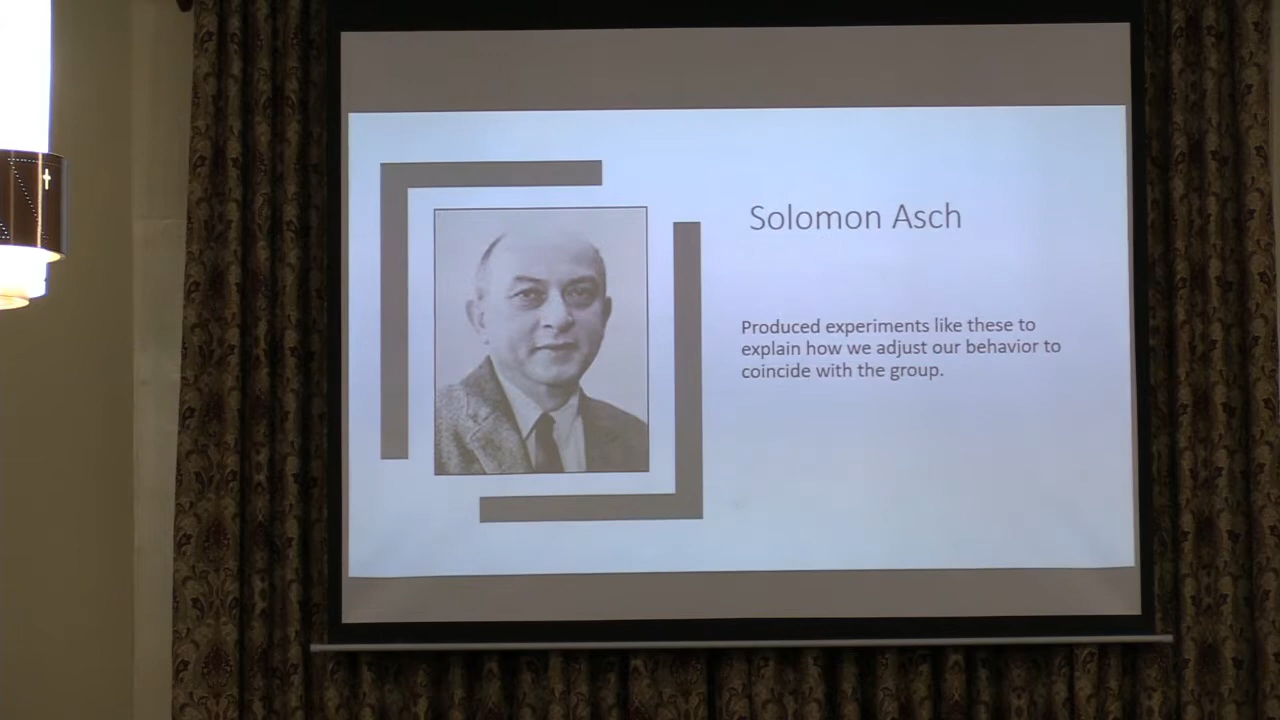 Solomon Asch
Produced experiments like these to
explain how we adjust our behavior to
coincide with the group.